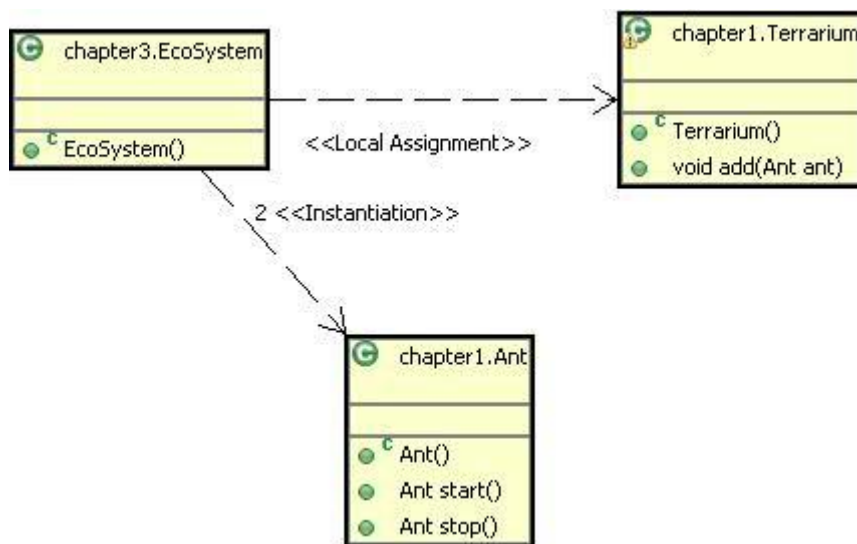 chapter3.EcoSystem
EcoSystem()
chapter1.Terrarium
Terrarium()
void add(Ant ant)
<<Local Assignment>>
2 <<Instantiation>>
chapter1.Ant
Ant()
Ant start()
Ant stop()